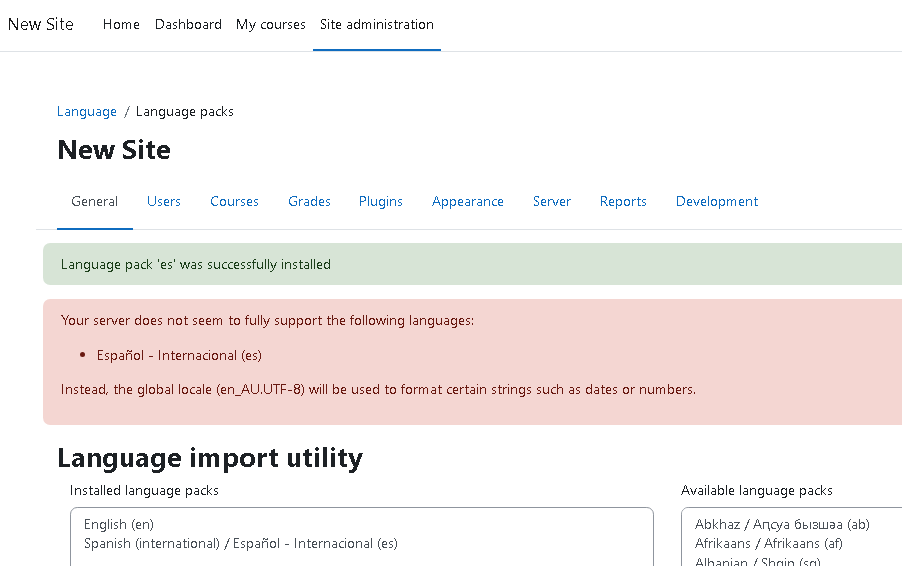 New Site Home Dashboard My courses Site administration
Language / Language packs
New Site
General Users Courses Grades Plugins Appearance Server Reports Development
Language pack 'es' was successfully installed
Your server does not seem to fully support the following languages:
• Español - Internacional (es)
Instead, the global locale (en_AU.UTF-8) will be used to format certain strings such as dates or numbers.
Language import utility
Installed language packs
English (en)
Spanish (international) / Español - Internacional (es)
Available language packs
Abkhaz / Аҧсуа бызшәа (ab)
Afrikaans / Afrikaans (af)
Albanian / Shqip (sq)